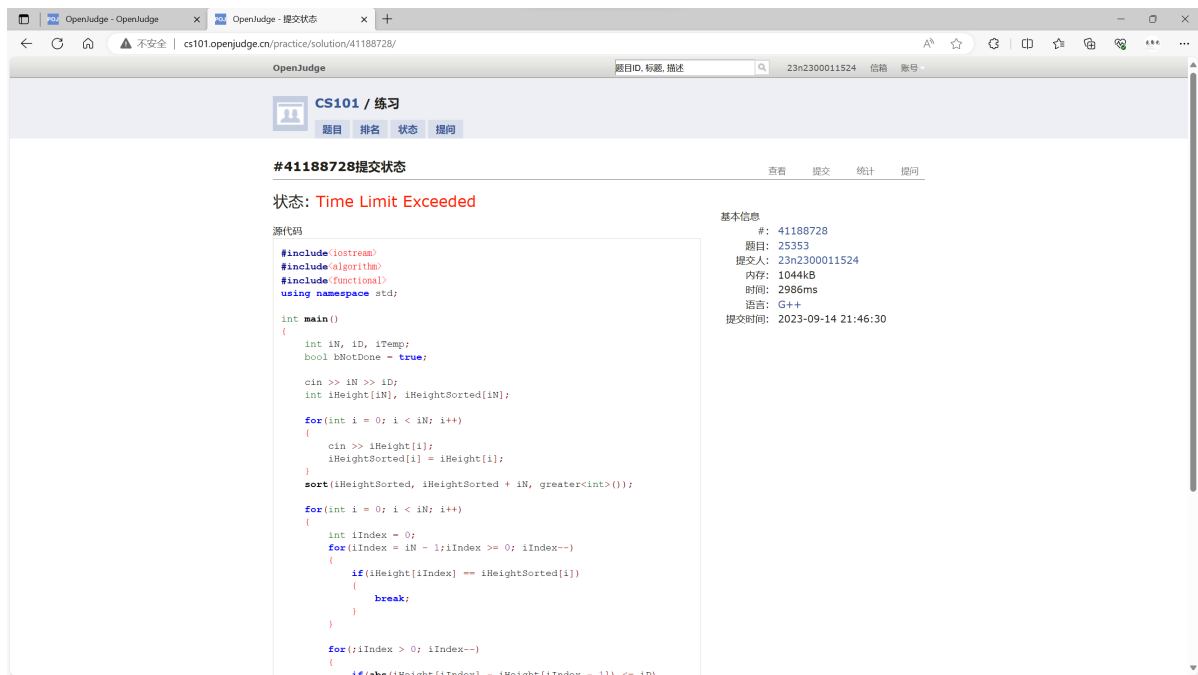 OpenJudge - OpenJudge
OpenJudge - 提交状态
不安全 | cs101.openjudge.cn/practice/solution/41188728/
OpenJudge 题目ID, 标题, 描述 23n2300011524 信箱 账号
CS101 / 练习
题目 排名 状态 提问
#41188728提交状态 查看 提交 统计 提问
状态: Time Limit Exceeded
源代码
#include<iostream>
#include<algorithm>
#include<functional>
using namespace std;
int main()
{
int iN, iD, iTemp;
bool bNotDone = true;
cin >> iN >> iD;
int iHeight[iN], iHeightSorted[iN];
for(int i = 0; i < iN; i++)
{
cin >> iHeight[i];
iHeightSorted[i] = iHeight[i];
}
sort(iHeightSorted, iHeightSorted + iN, greater<int>());
for(int i = 0; i < iN; i++)
{
int iIndex = 0;
for(iIndex = iN - 1;iIndex >= 0; iIndex--)
{
if(iHeight[iIndex] == iHeightSorted[i])
{
break;
}
}
for(;iIndex > 0; iIndex--)
{
if(abs(iHeight[iIndex] - iHeight[iIndex - 1]) <= iD)
基本信息
#: 41188728
题目: 25353
提交人: 23n2300011524
内存: 1044kB
时间: 2986ms
语言: G++
提交时间: 2023-09-14 21:46:30